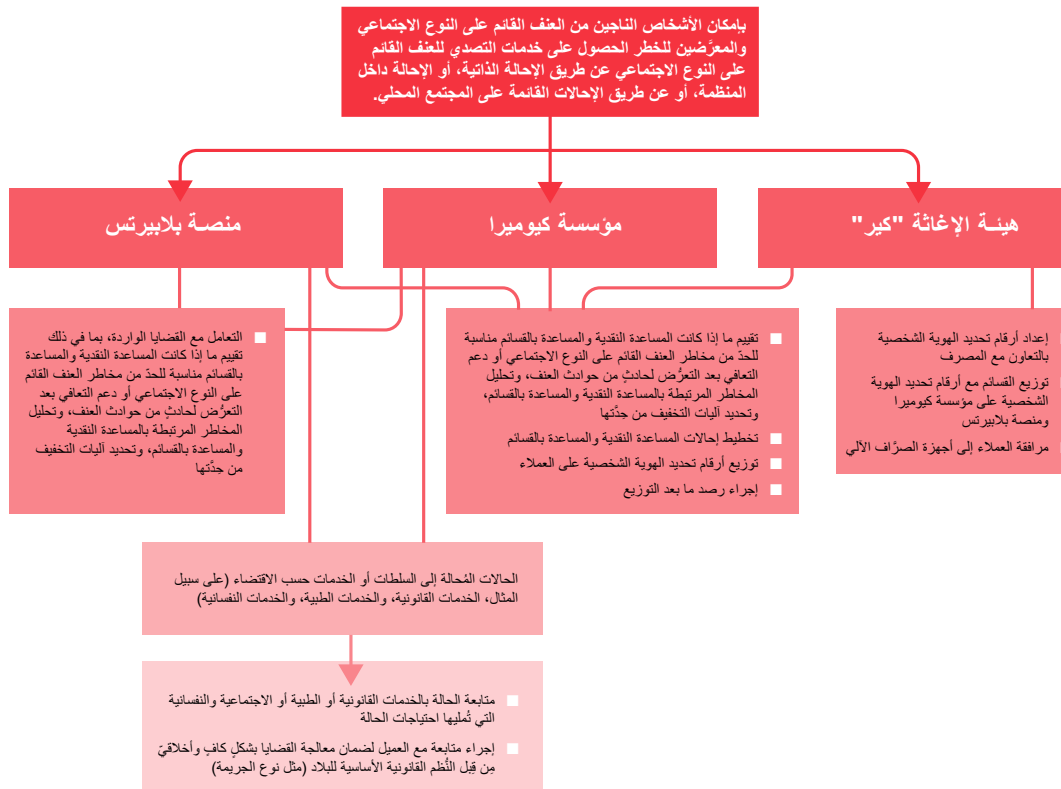 بإمكان الأشخاص الناجين من العنف القائم على النوع الاجتماعي
والمعرَّضين للخطر الحصول على خدمات التصدي للعنف القائم
على النوع الاجتماعي عن طريق الإحالة الذاتية، أو الإحالة داخل
المنظمة، أو عن طريق الإحالات القائمة على المجتمع المحلي.
هيئة الإغاثة "كير"
مؤسسة كيوميرا
منصة بلابيرتس
إعداد أرقام تحديد الهوية الشخصية
بالتعاون مع المصرف
توزيع القسائم مع أرقام تحديد الهوية
الشخصية على مؤسسة كيوميرا
ومنصة بلابيرتس
مرافقة العملاء إلى أجهزة الصرَّاف الآلي
تقييم ما إذا كانت المساعدة النقدية والمساعدة بالقسائم مناسبة
للحدّ من مخاطر العنف القائم على النوع الاجتماعي أو دعم
التعافي بعد التعرُّض لحادثٍ من حوادث العنف، وتحليل
المخاطر المرتبطة بالمساعدة النقدية والمساعدة بالقسائم،
وتحديد آليات التخفيف من حِدَّتها
تخطيط إحالات المساعدة النقدية والمساعدة بالقسائم
توزيع أرقام تحديد الهوية الشخصية على العملاء
إجراء رصد ما بعد التوزيع
التعامل مع القضايا الواردة، بما في ذلك
تقييم ما إذا كانت المساعدة النقدية والمساعدة
بالقسائم مناسبة للحدّ من مخاطر العنف القائم
على النوع الاجتماعي أو دعم التعافي بعد
التعرُّض لحادثٍ من حوادث العنف، وتحليل
المخاطر المرتبطة بالمساعدة النقدية
والمساعدة بالقسائم، وتحديد آليات التخفيف
من حِدَّتها
الحالات المُحالة إلى السلطات أو الخدمات حسب الاقتضاء (على سبيل
المثال، الخدمات القانونية، والخدمات الطبية، والخدمات النفسانية)
متابعة الحالة بالخدمات القانونية أو الطبية أو الاجتماعية والنفسانية
التي تُمليها احتياجات الحالة
إجراء متابعة مع العميل لضمان معالجة القضايا بشكلٍ كافٍ وأخلاقيّ
مِن قِبل النُّظم القانونية الأساسية للبلاد (مثل نوع الجريمة)